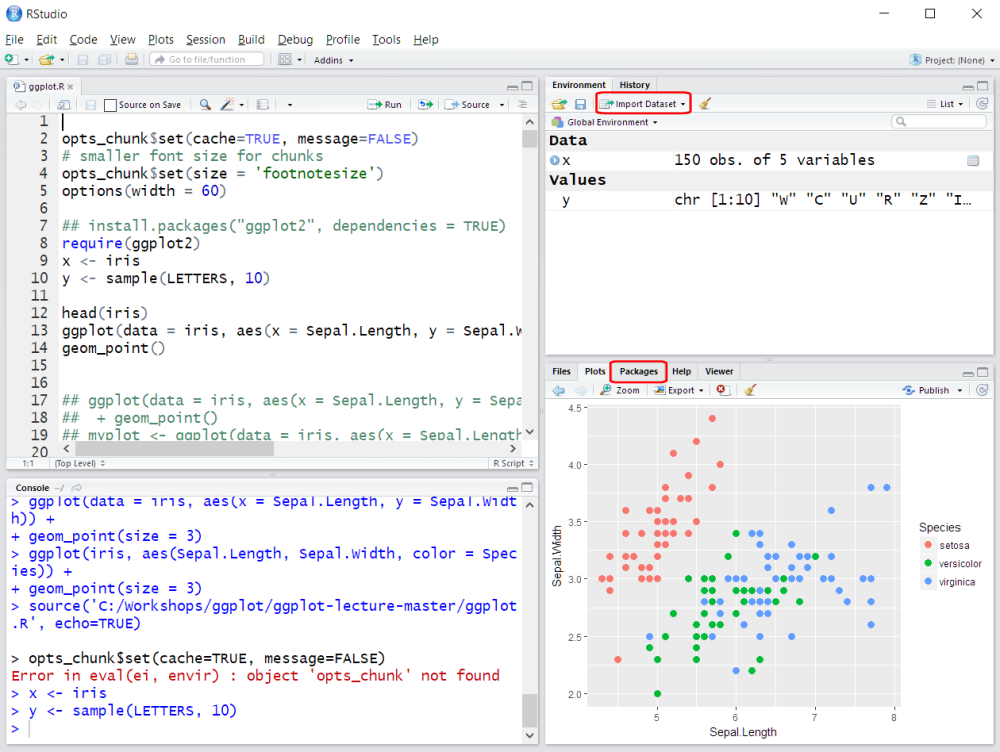 RStudio
File Edit Code View Plots Session Build Debug Profile Tools Help
Go to file/function Addins Project: (None)
ggplot.R
Source on Save Run Source
1
2 opts_chunk$set(cache=TRUE, message=FALSE)
3 # smaller font size for chunks
4 opts_chunk$set(size = 'footnotesize')
5 options(width = 60)
6
7 ## install.packages("ggplot2", dependencies = TRUE)
8 require(ggplot2)
9 x <- iris
10 y <- sample(LETTERS, 10)
11
12 head(iris)
13 ggplot(data = iris, aes(x = Sepal.Length, y = Sepal.W
14 geom_point()
15
16
17 ## ggplot(data = iris, aes(x = Sepal.Length, y = Sepa
18 ## + geom_point()
19 ## myplot <- ggplot(data = iris, aes(x = Sepal.Length
20
1:1 (Top Level) R Script
Console ~/
> ggplot(data = iris, aes(x = Sepal.Length, y = Sepal.Widt
h)) +
+ geom_point(size = 3)
> ggplot(iris, aes(Sepal.Length, Sepal.Width, color = Spec
ies)) +
+ geom_point(size = 3)
> source('C:/Workshops/ggplot/ggplot-lecture-master/ggplot
.R', echo=TRUE)
> opts_chunk$set(cache=TRUE, message=FALSE)
Error in eval(ei, envir) : object 'opts_chunk' not found
> x <- iris
> y <- sample(LETTERS, 10)
>
Environment History
Import Dataset List
Global Environment
Data
x 150 obs. of 5 variables
Values
y chr [1:10] "W" "C" "U" "R" "Z" "I…
Files Plots Packages Help Viewer
Zoom Export Publish
4.5
4.0
3.5
3.0
2.5
2.0
Sepal.Width
5 6 7 8
Sepal.Length
Species
setosa
versicolor
virginica